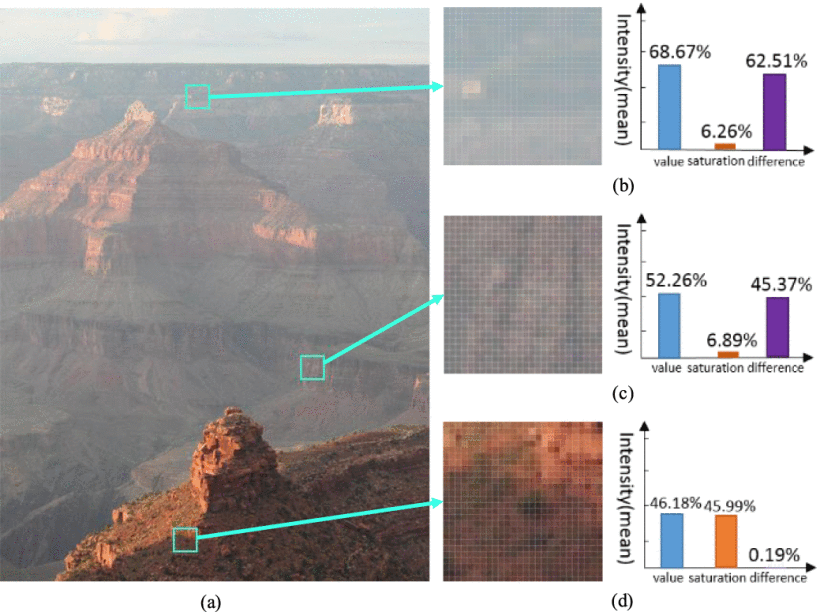 Intensity(mean)
68.67%
6.26%
62.51%
value saturation difference
(b)
Intensity(mean)
52.26%
6.89%
45.37%
value saturation difference
(c)
Intensity(mean)
46.18%
45.99%
0.19%
value saturation difference
(a)
(d)